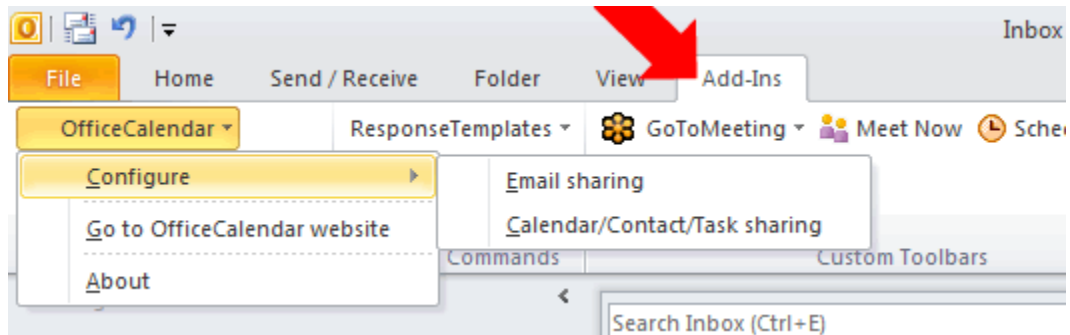 Inbox
File Home Send / Receive Folder View Add-Ins
OfficeCalendar ResponseTemplates GoToMeeting Meet Now
Configure Email sharing
Go to OfficeCalendar website Calendar/Contact/Task sharing
Commands Custom Toolbars
About
Search Inbox (Ctrl+E)